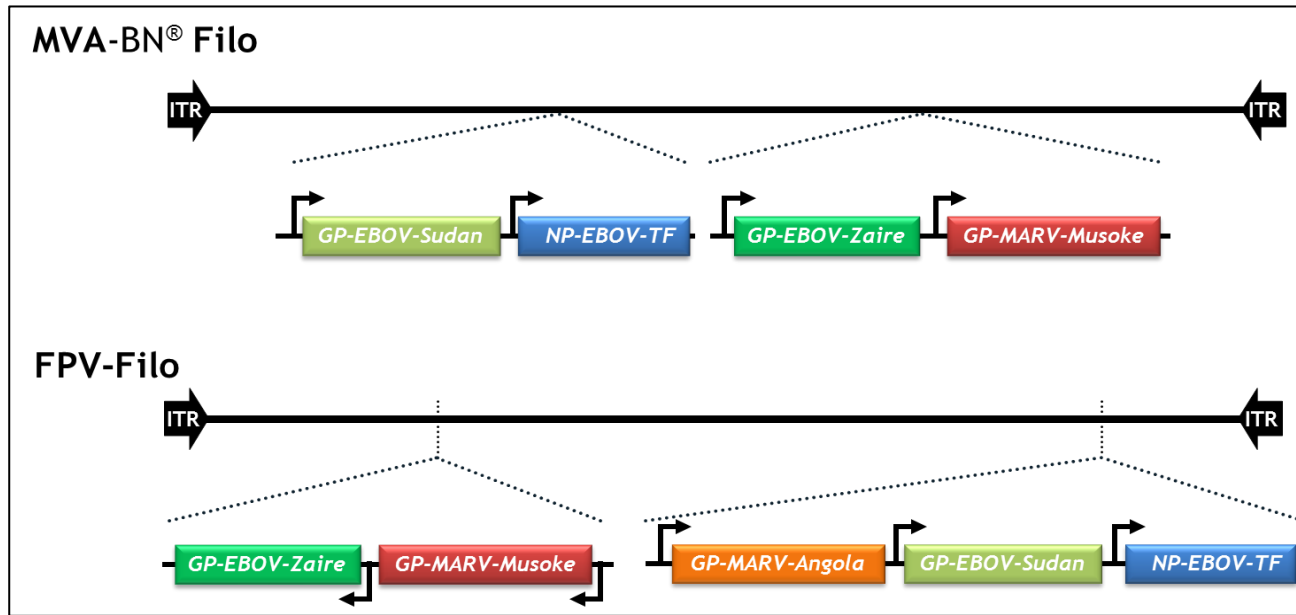 MVA-BN® Filo
ITR ITR
GP-EBOV-Sudan NP-EBOV-TF GP-EBOV-Zaire GP-MARV-Musoke
FPV-Filo
ITR ITR
GP-EBOV-Zaire GP-MARV-Musoke GP-MARV-Angola GP-EBOV-Sudan NP-EBOV-TF